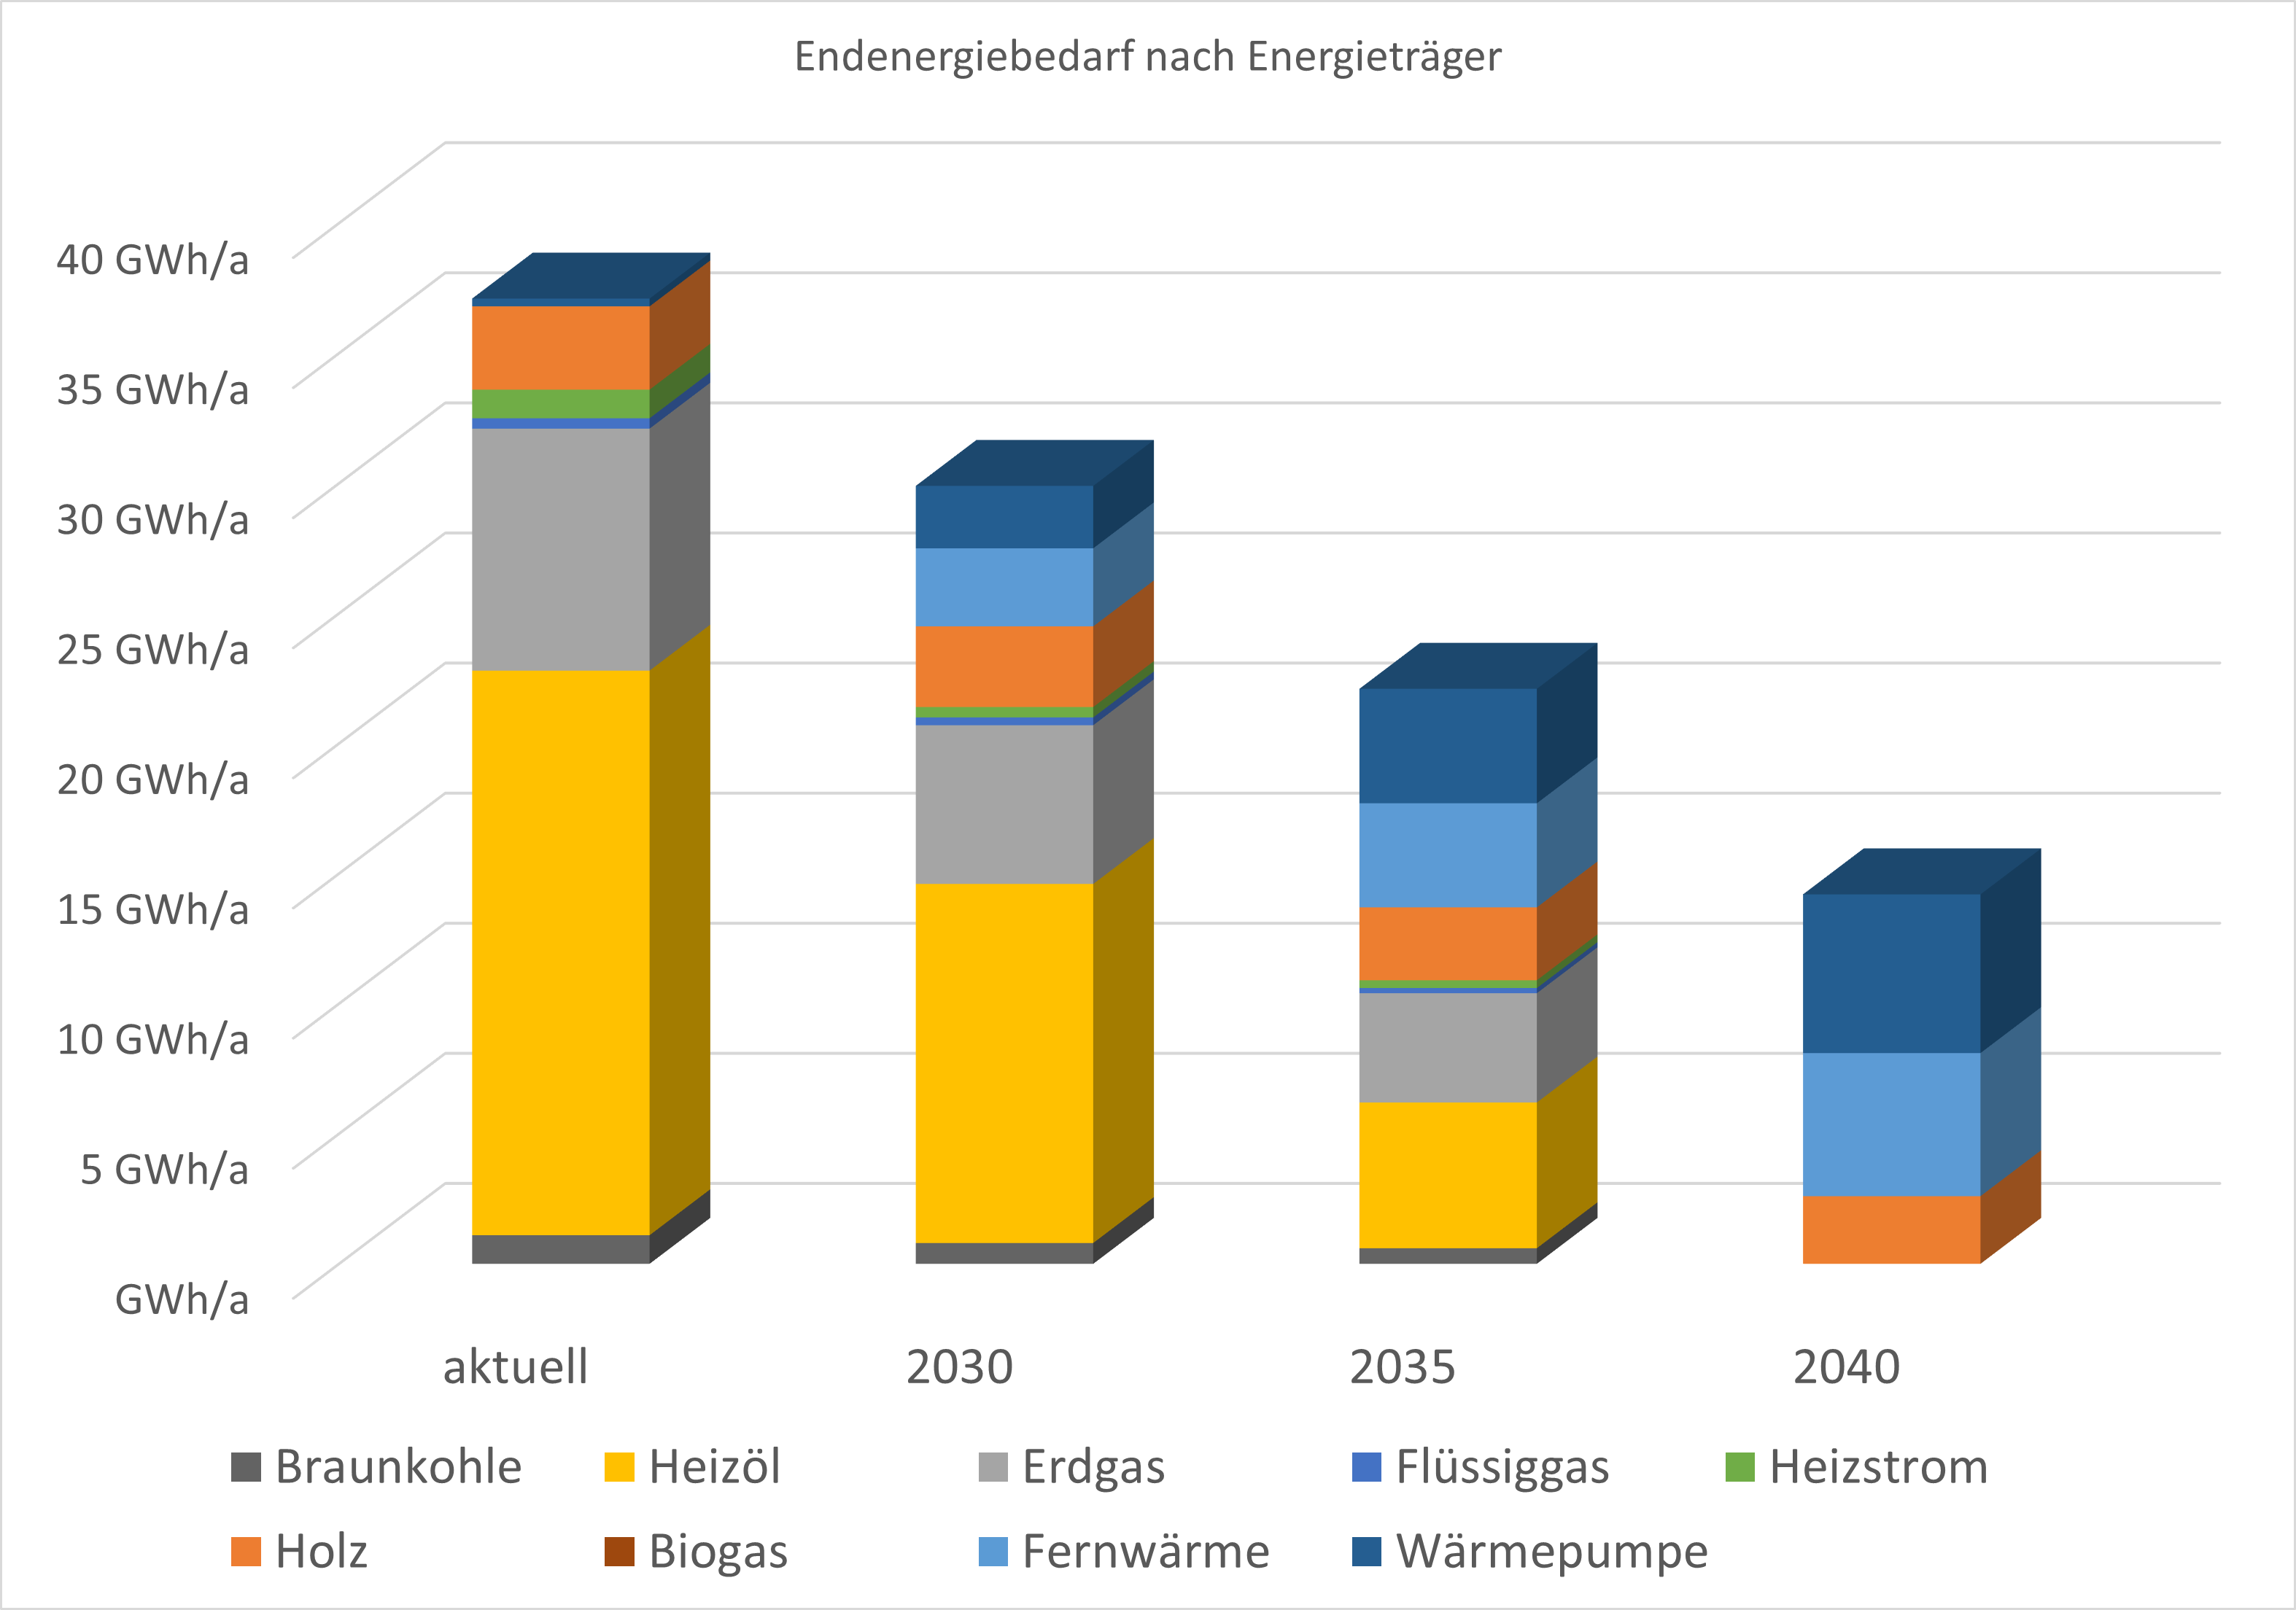 Endenergiebedarf nach Energieträger
40 GWh/a
35 GWh/a
30 GWh/a
25 GWh/a
20 GWh/a
15 GWh/a
10 GWh/a
5 GWh/a
GWh/a
aktuell 2030 2035 2040
Braunkohle Heizöl Erdgas Flüssiggas Heizstrom
Holz Biogas Fernwärme Wärmepumpe